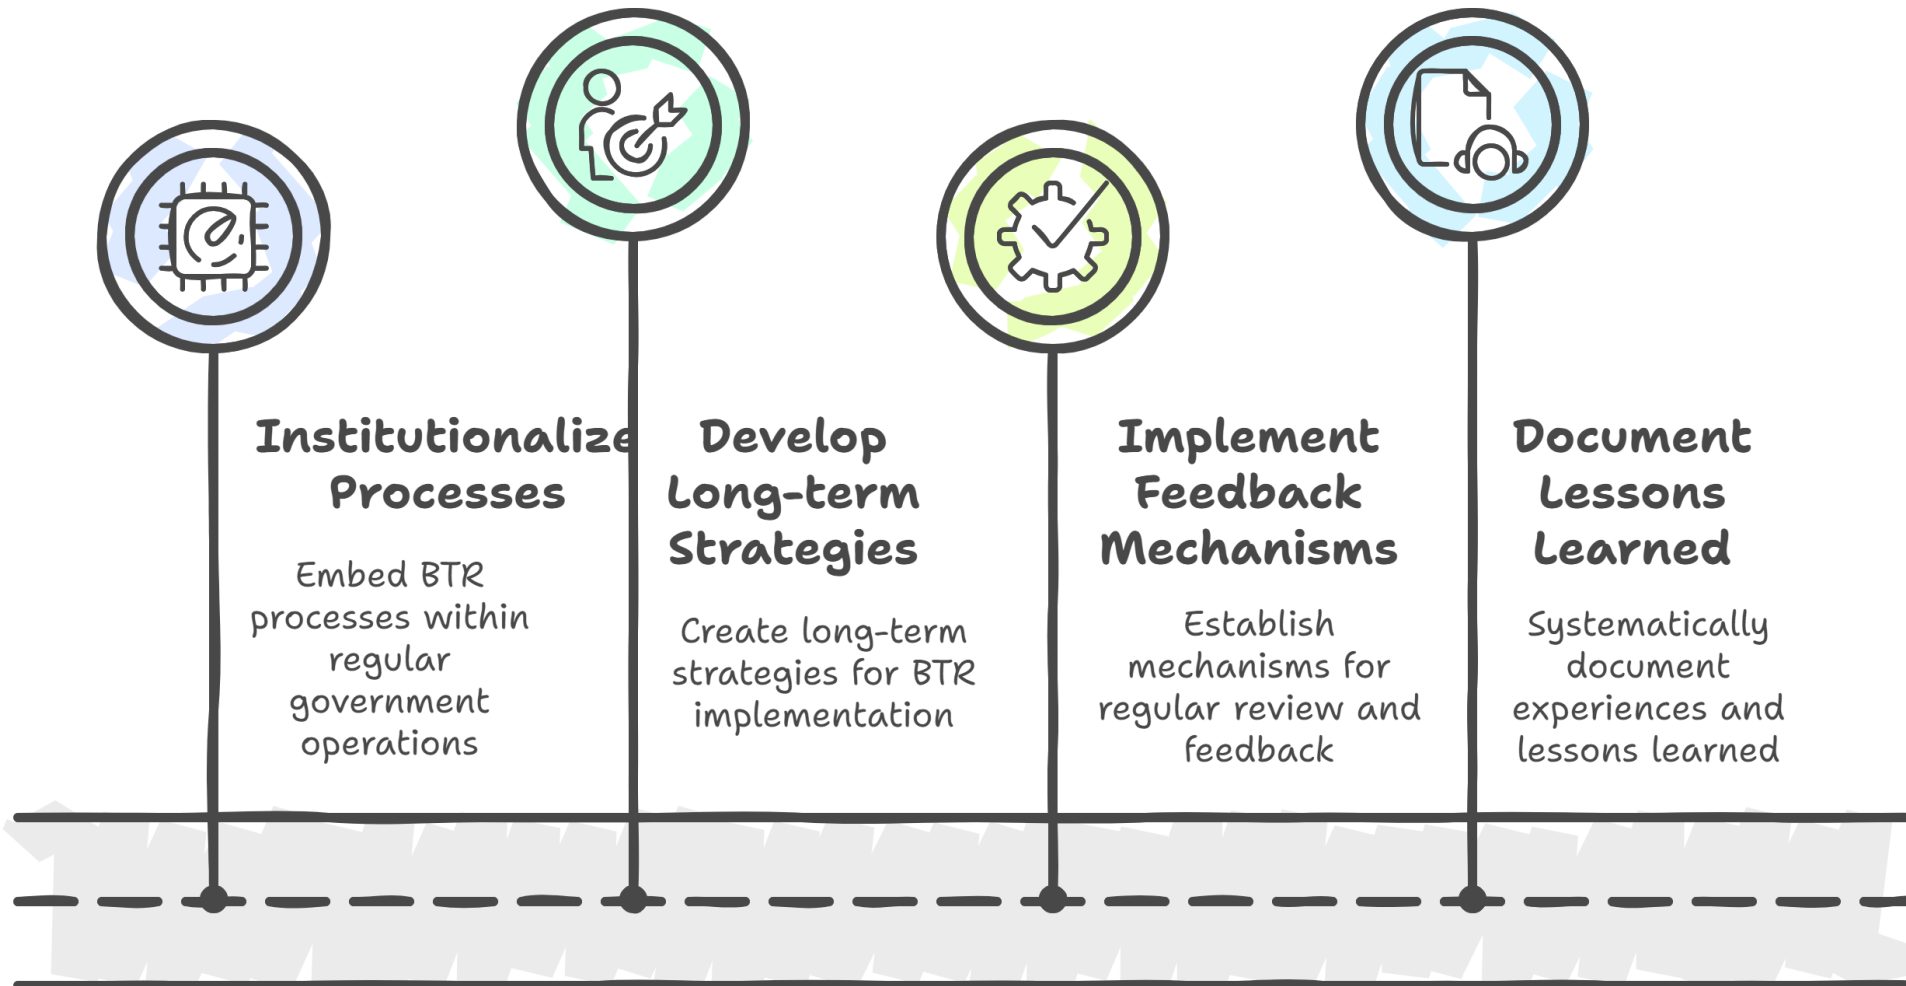 Institutionalize
Processes
Embed BTR
processes within
regular
government
operations
Develop
Long-term
Strategies
Create long-term
strategies for BTR
implementation
Implement
Feedback
Mechanisms
Establish
mechanisms for
regular review and
feedback
Document
Lessons
Learned
Systematically
document
experiences and
lessons learned